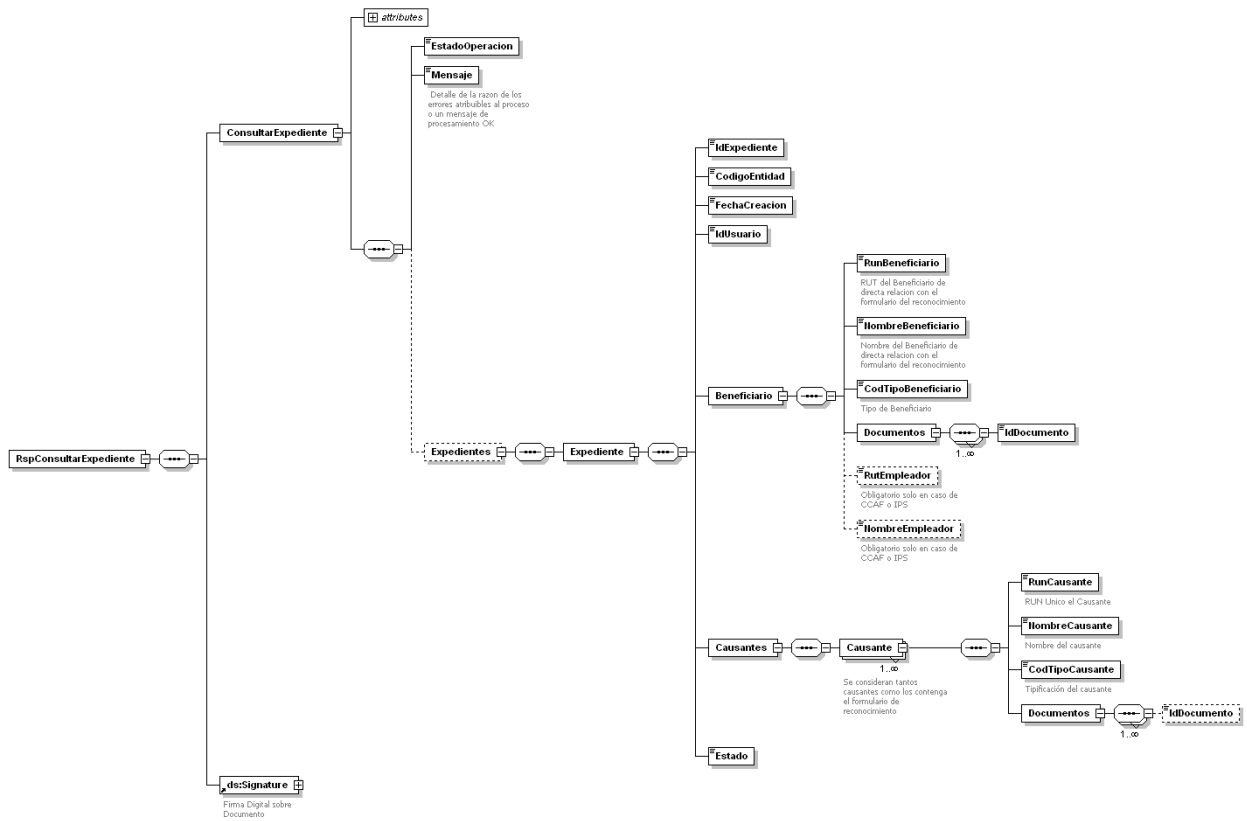 attributes
EstadoOperacion
Mensaje
Detalle de la razon de los
errores atribuibles al proceso
o un mensaje de
procesamiento OK
ConsultarExpediente
IdExpediente
CodigoEntidad
FechaCreacion
IdUsuario
RunBeneficiario
RUT del Beneficiario de
directa relacion con el
formulario del reconocimiento
NombreBeneficiario
Nombre del Beneficiario de
directa relacion con el
formulario del reconocimiento
Beneficiario
CodTipoBeneficiario
Tipo de Beneficiario
Documentos
IdDocumento
1..∞
RspConsultarExpediente
Expedientes
Expediente
RutEmpleador
Obligatorio solo en caso de
CCAF o IPS
NombreEmpleador
Obligatorio solo en caso de
CCAF o IPS
RunCausante
RUN Unico el Causante
NombreCausante
Nombre del causante
Causantes
Causante
1..∞
Se consideran tantos
causantes como los contenga
el formulario de
reconocimiento
CodTipoCausante
Tipificación del causante
Documentos
IdDocumento
1..∞
Estado
ds:Signature
Firma Digital sobre
Documento